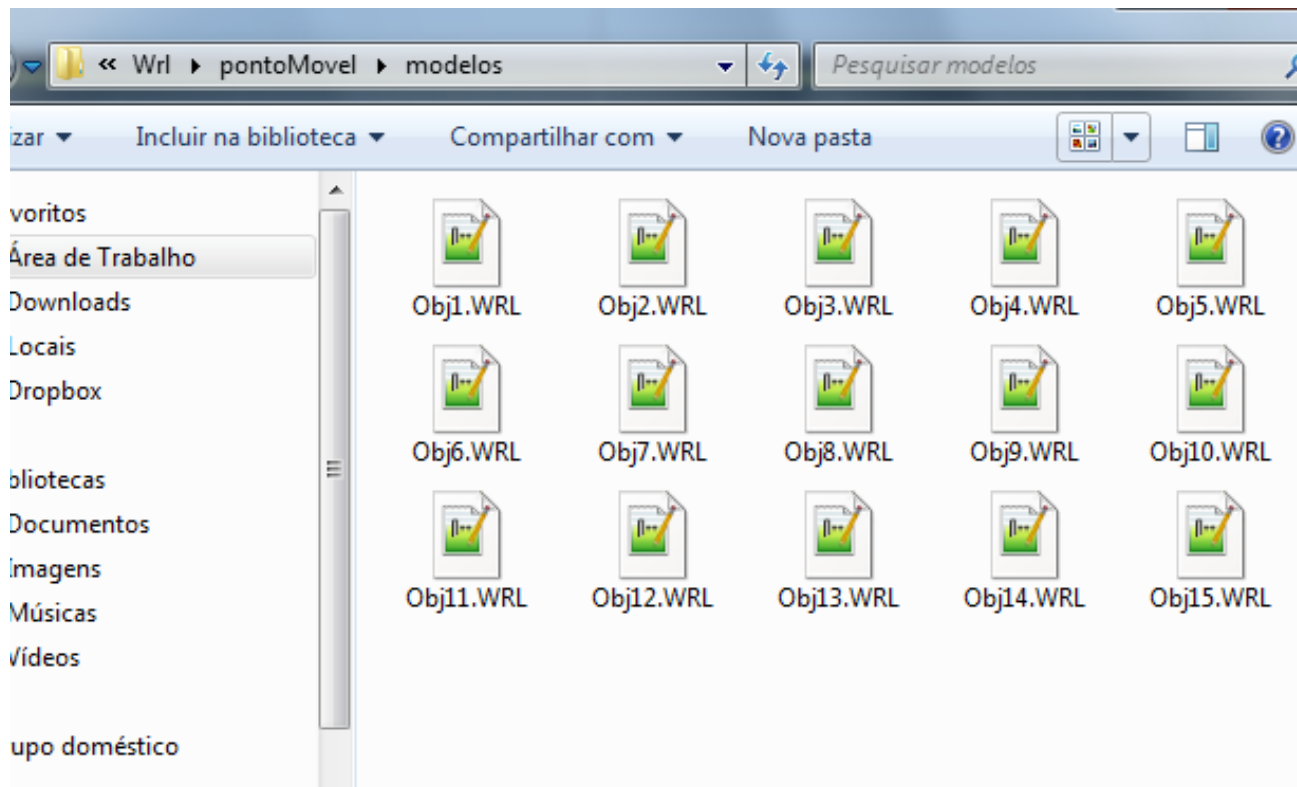 « Wrl pontoMovel modelos Pesquisar modelos
izar Incluir na biblioteca Compartilhar com Nova pasta
voritos
Área de Trabalho
Downloads
Locais
Dropbox
bliotecas
Documentos
Imagens
Músicas
Vídeos
upo doméstico
Obj1.WRL Obj2.WRL Obj3.WRL Obj4.WRL Obj5.WRL
Obj6.WRL Obj7.WRL Obj8.WRL Obj9.WRL Obj10.WRL
Obj11.WRL Obj12.WRL Obj13.WRL Obj14.WRL Obj15.WRL